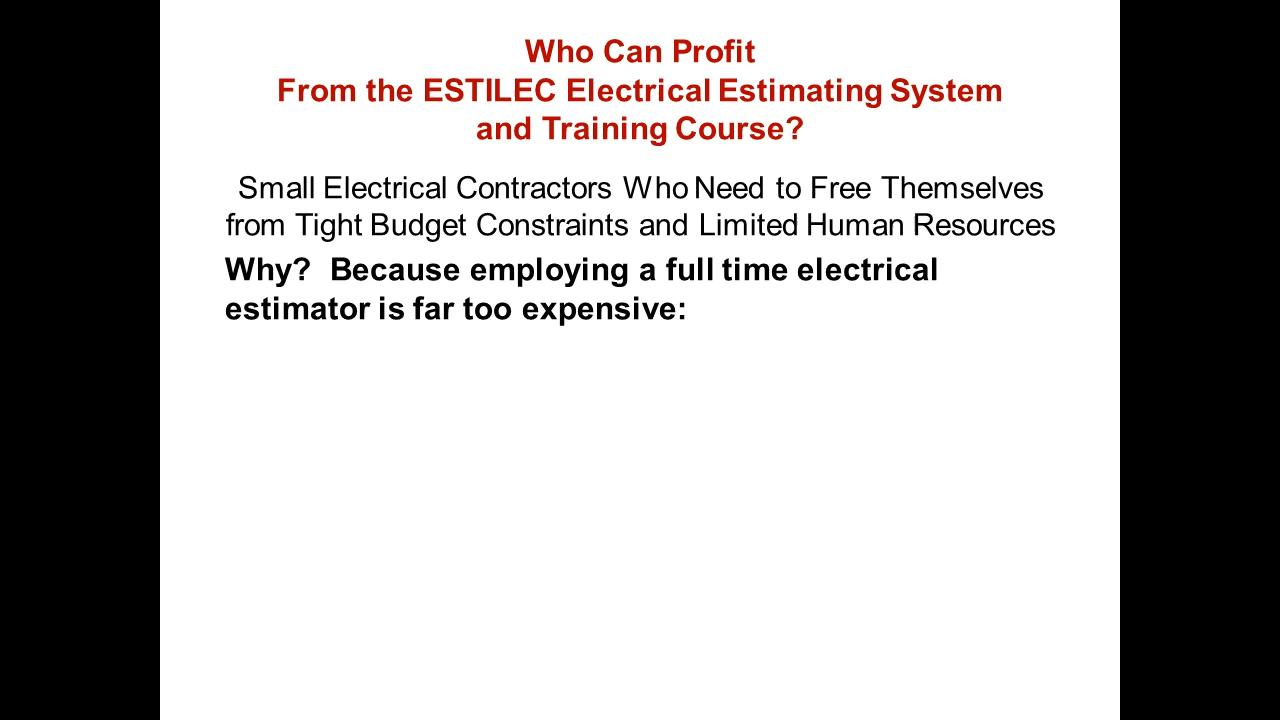 Who Can Profit
From the ESTILEC Electrical Estimating System
and Training Course?
Small Electrical Contractors Who Need to Free Themselves
from Tight Budget Constraints and Limited Human Resources
Why?  Because employing a full time electrical
estimator is far too expensive: